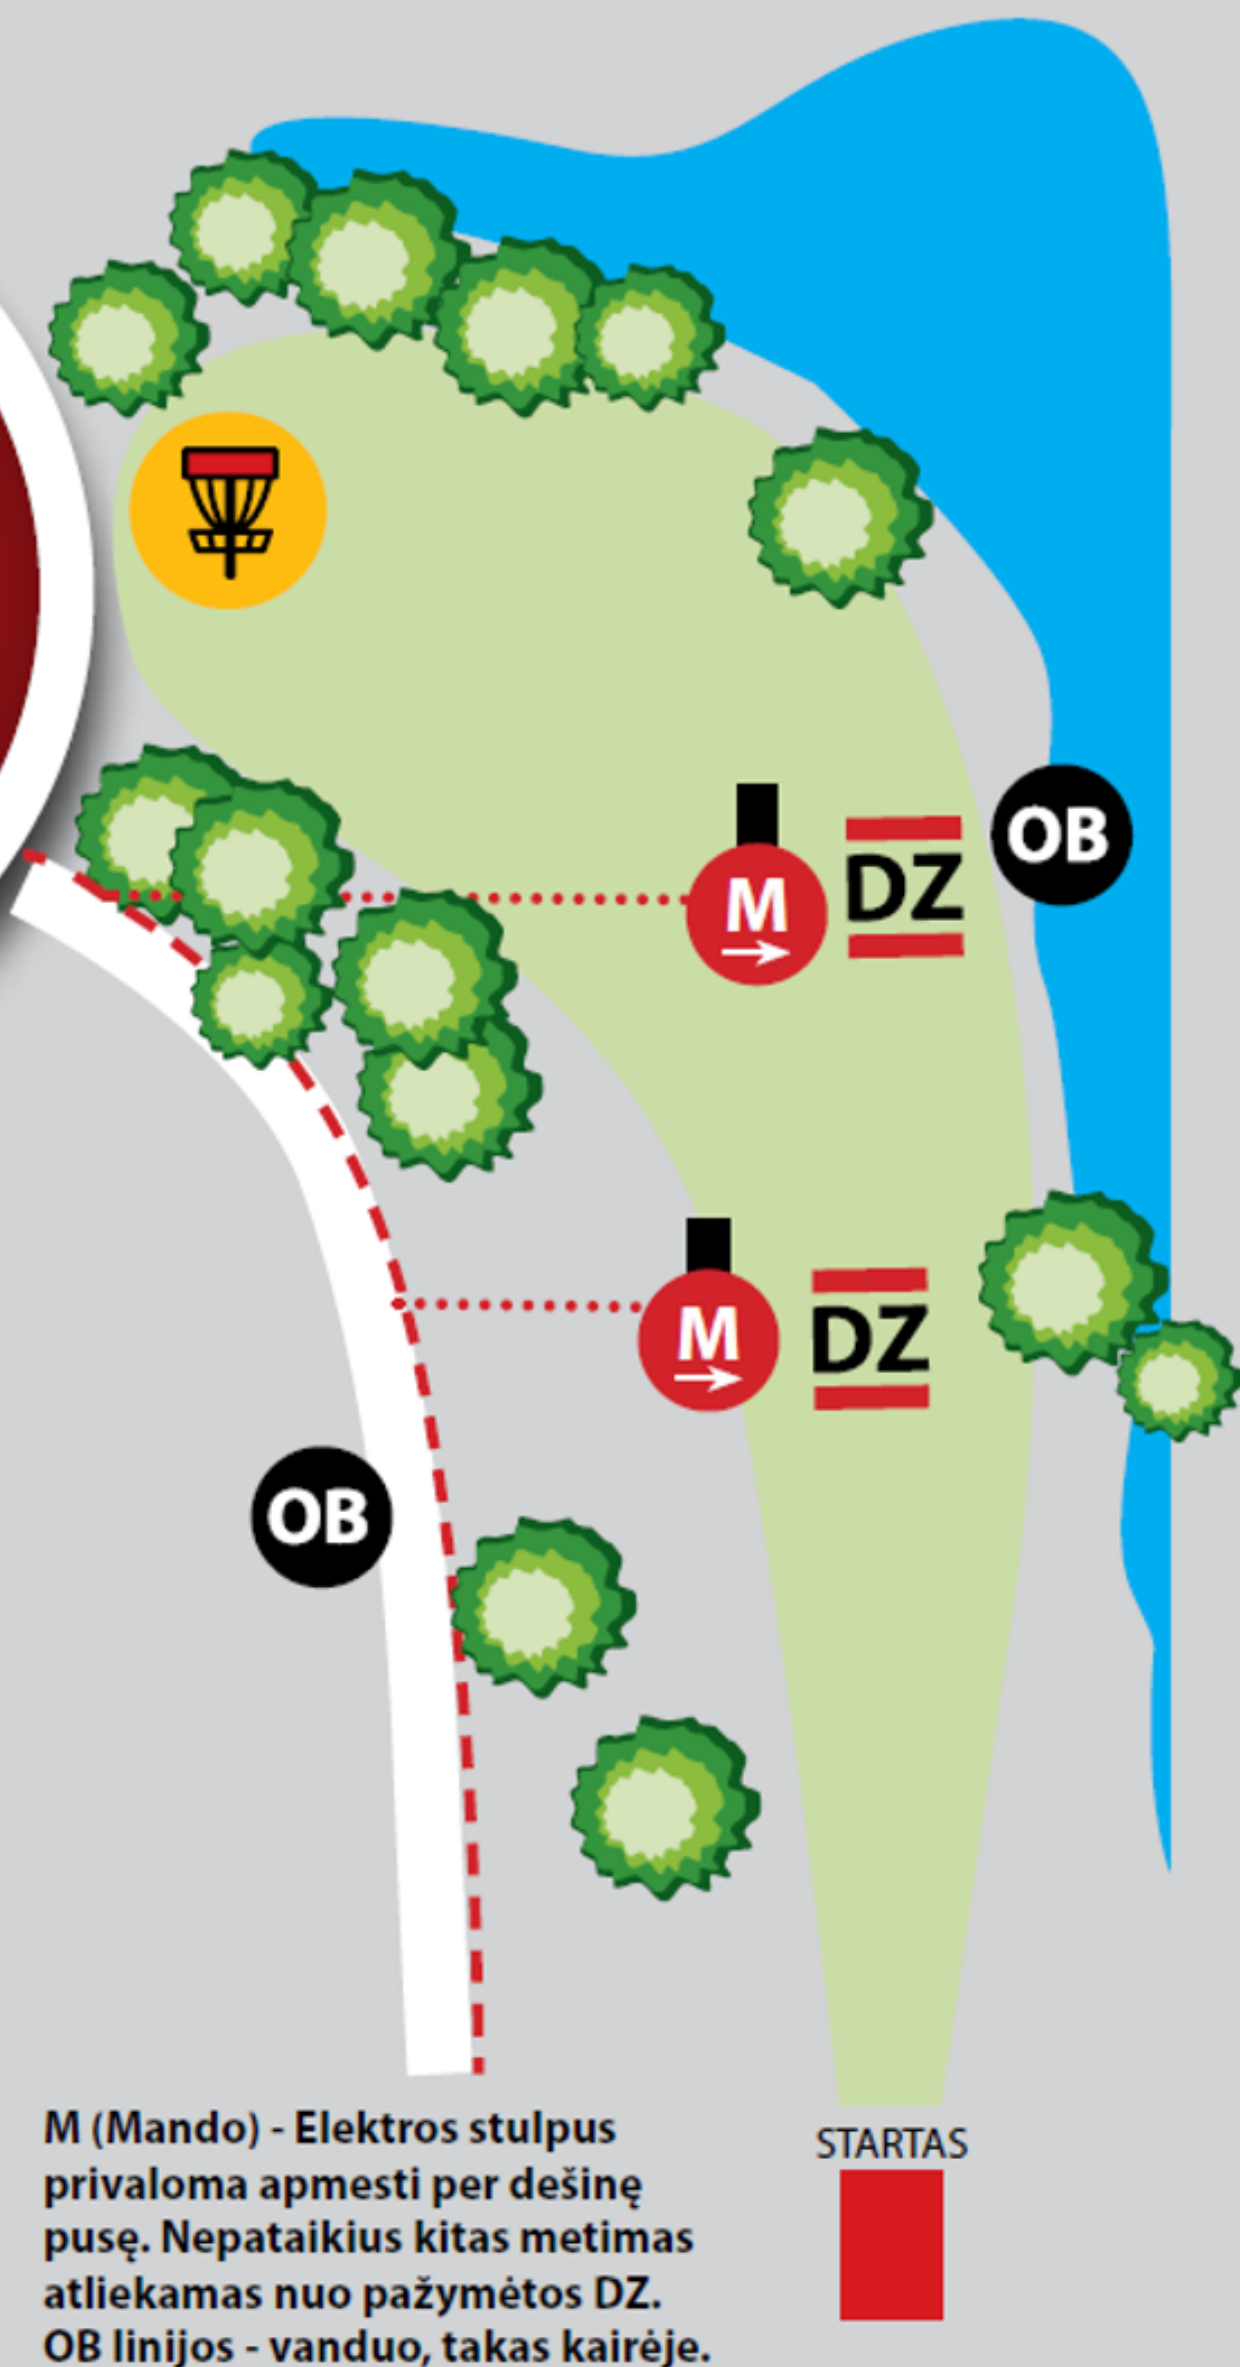 M
DZ
OB
M
DZ
OB
STARTAS
M (Mando) - Elektros stulpus
privaloma apmesti per dešinę
pusę. Nepataikius kitas metimas
atliekamas nuo pažymėtos DZ.
OB linijos - vanduo, takas kairėje.